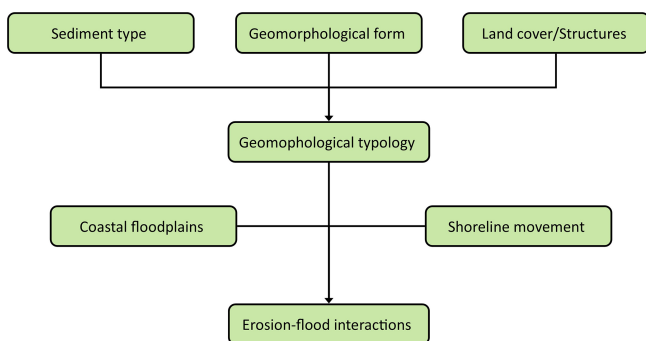 Sediment type
Geomorphological form
Land cover/Structures
Geomophological typology
Coastal floodplains
Shoreline movement
Erosion-flood interactions